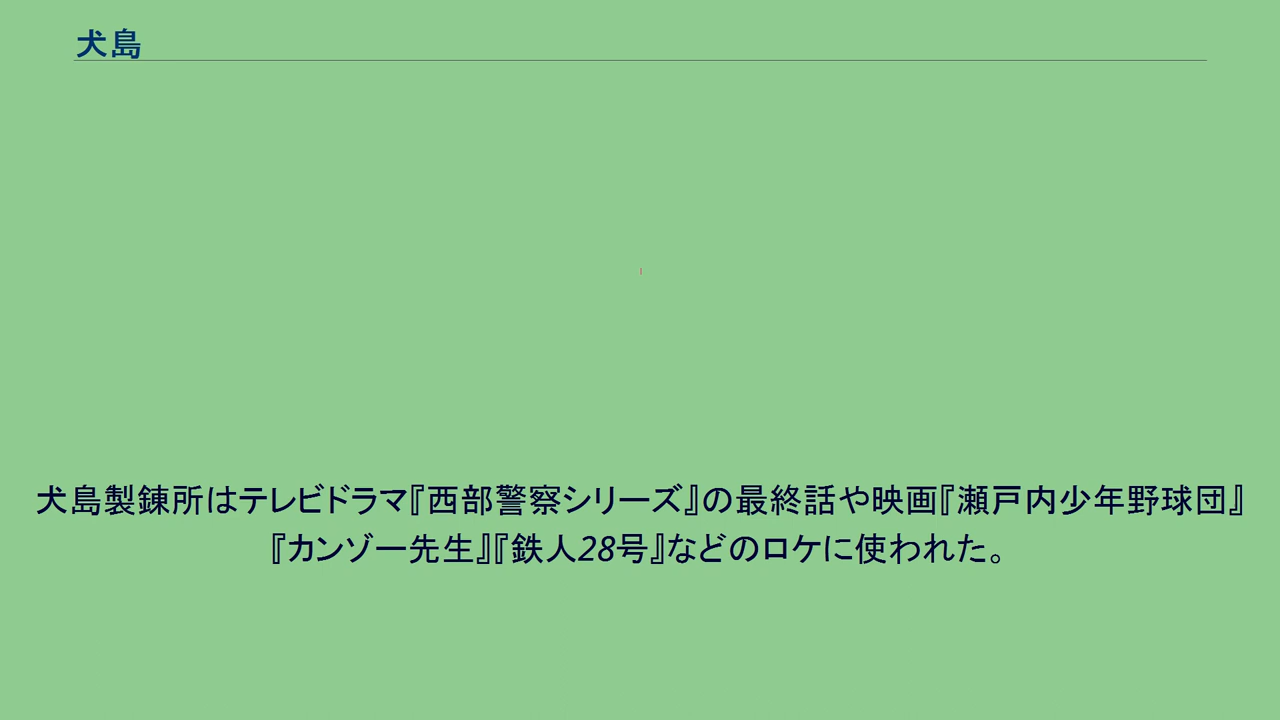 犬島
犬島製錬所はテレビドラマ『西部警察シリーズ』の最終話や映画『瀬戸内少年野球団』
『カンゾー先生』『鉄人28号』などのロケに使われた。